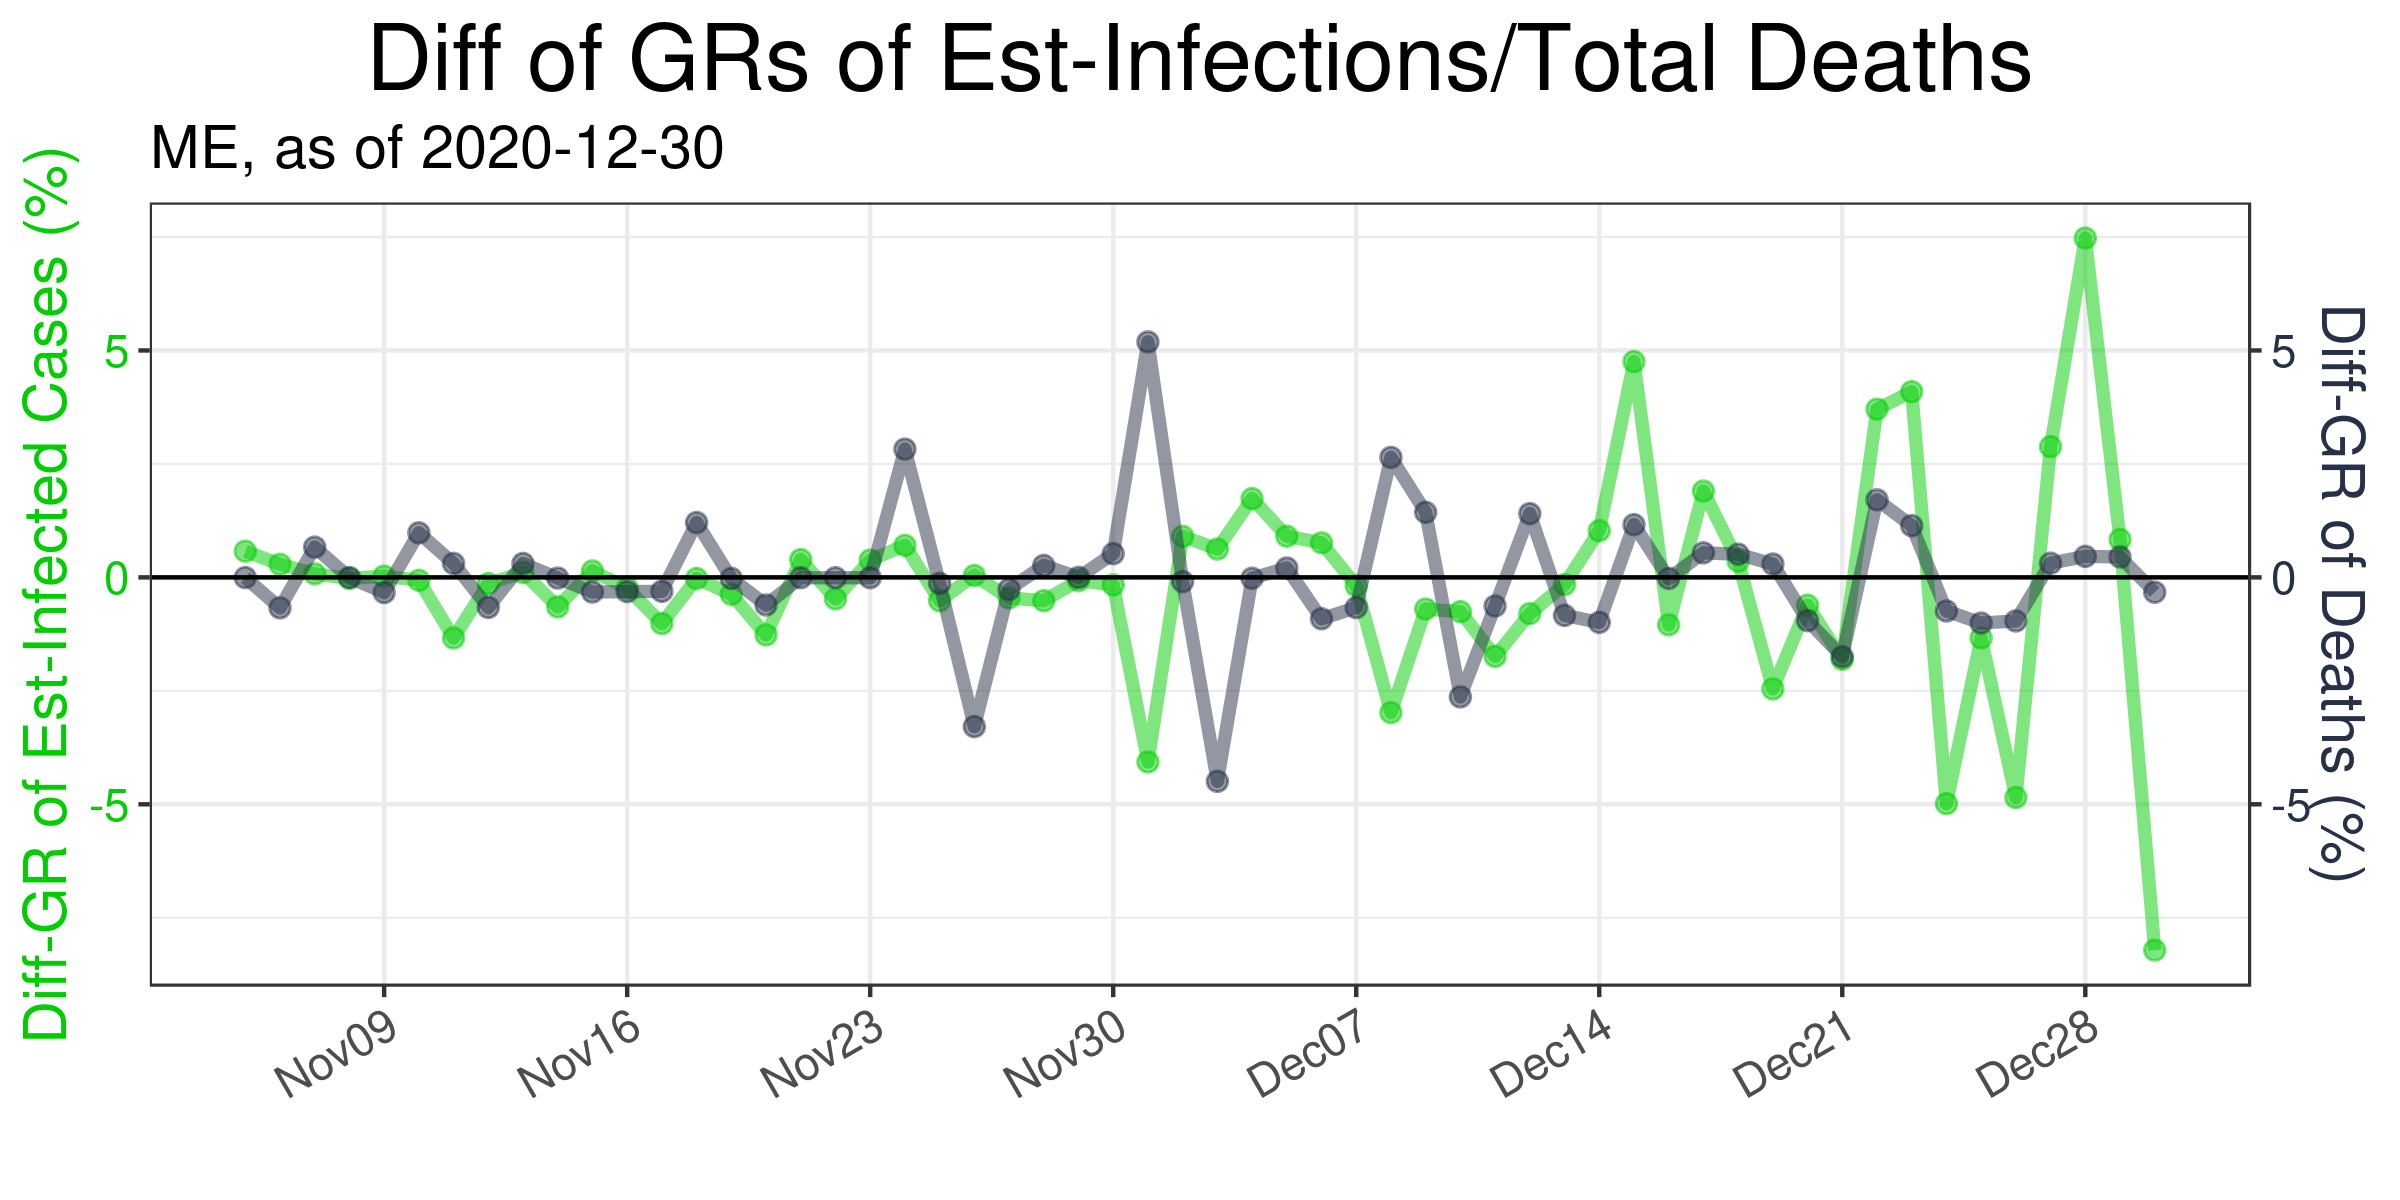 Diff of GRs of Est-Infections/Total Deaths
ME, as of 2020-12-30
Diff-GR of Est-Infected Cases (%)
5
0
-5
5
0
-5
Diff-GR of Deaths (%)
Nov09
Nov16
Nov23
Nov30
Dec07
Dec14
Dec21
Dec28